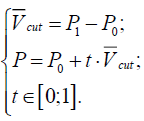 V̅cut = P₁ − P₀;
P = P₀ + t · V̅cut;
t ∈ [0;1].